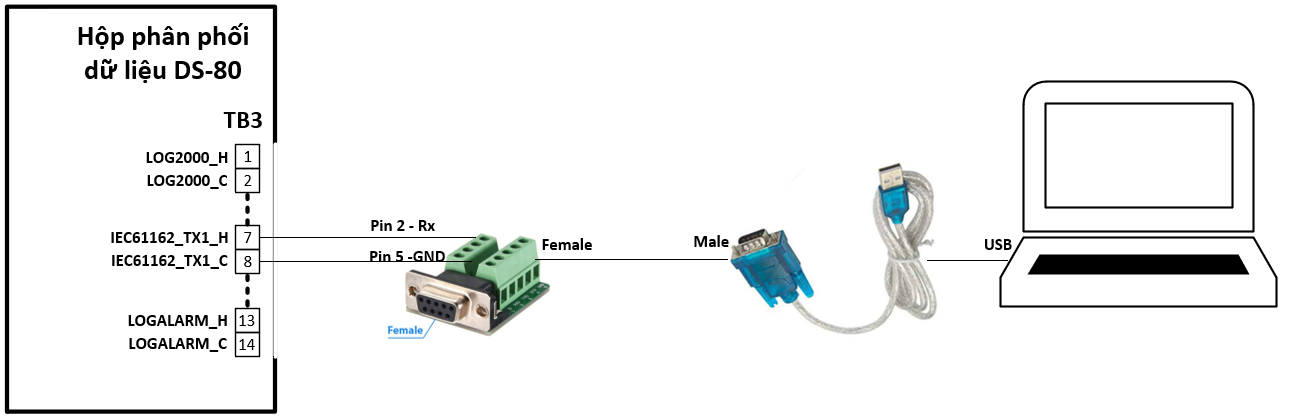 Hộp phân phối
dữ liệu DS-80
TB3
LOG2000_H 1
LOG2000_C 2
IEC61162_TX1_H 7
IEC61162_TX1_C 8
LOGALARM_H 13
LOGALARM_C 14
Pin 2 - Rx
Pin 5 -GND
Female
Female
Male
USB